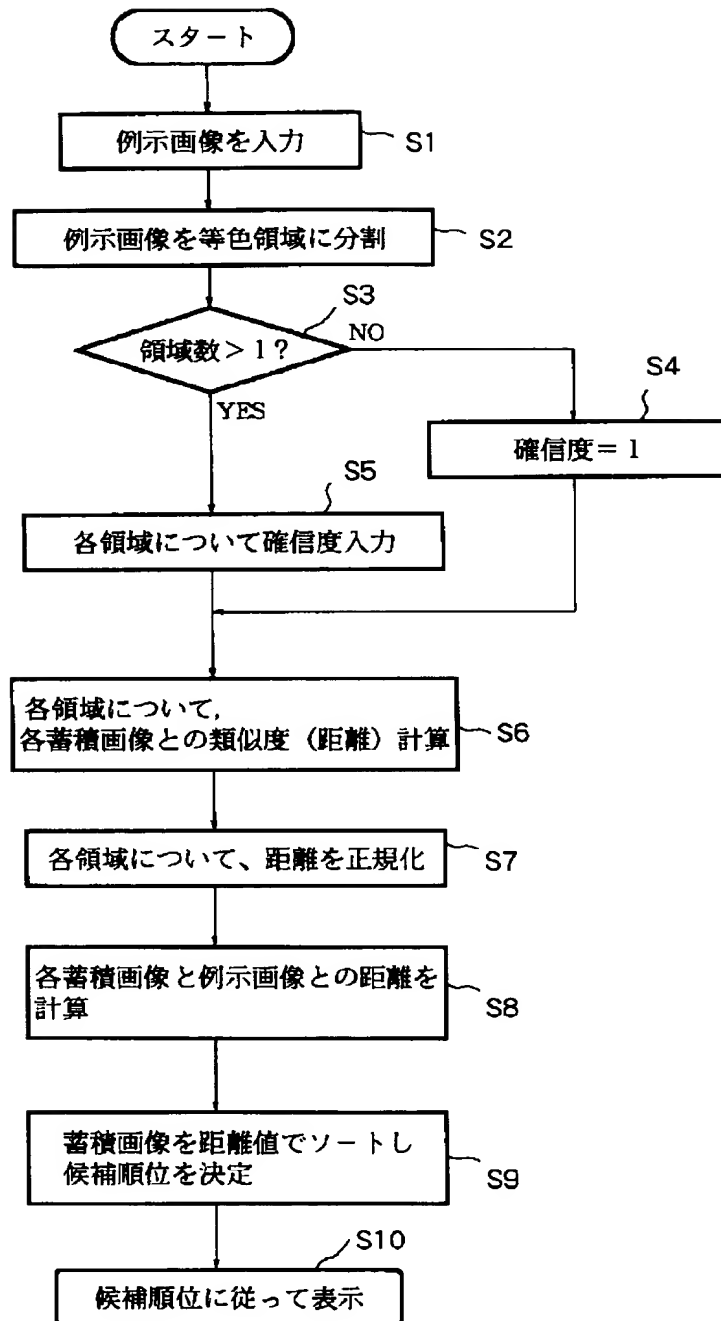 スタート
例示画像を入力
S1
例示画像を等色領域に分割
S2
S3
領域数＞１？
NO
YES
S4
確信度＝１
S5
各領域について確信度入力
各領域について,
各蓄積画像との類似度（距離）計算
S6
各領域について、距離を正規化
S7
各蓄積画像と例示画像との距離を
計算
S8
蓄積画像を距離値でソートし
候補順位を決定
S9
S10
候補順位に従って表示